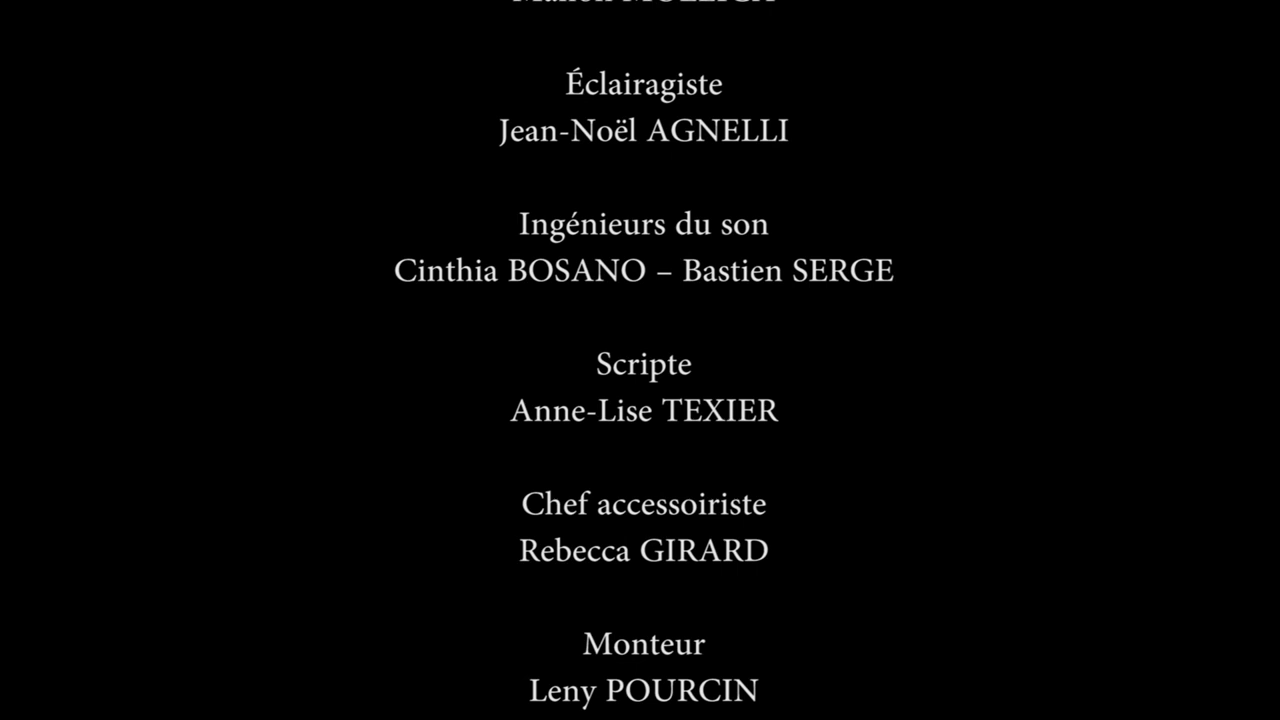 Éclairagiste
Jean-Noël AGNELLI
Ingénieurs du son
Cinthia BOSANO – Bastien SERGE
Scripte
Anne-Lise TEXIER
Chef accessoiriste
Rebecca GIRARD
Monteur
Leny POURCIN